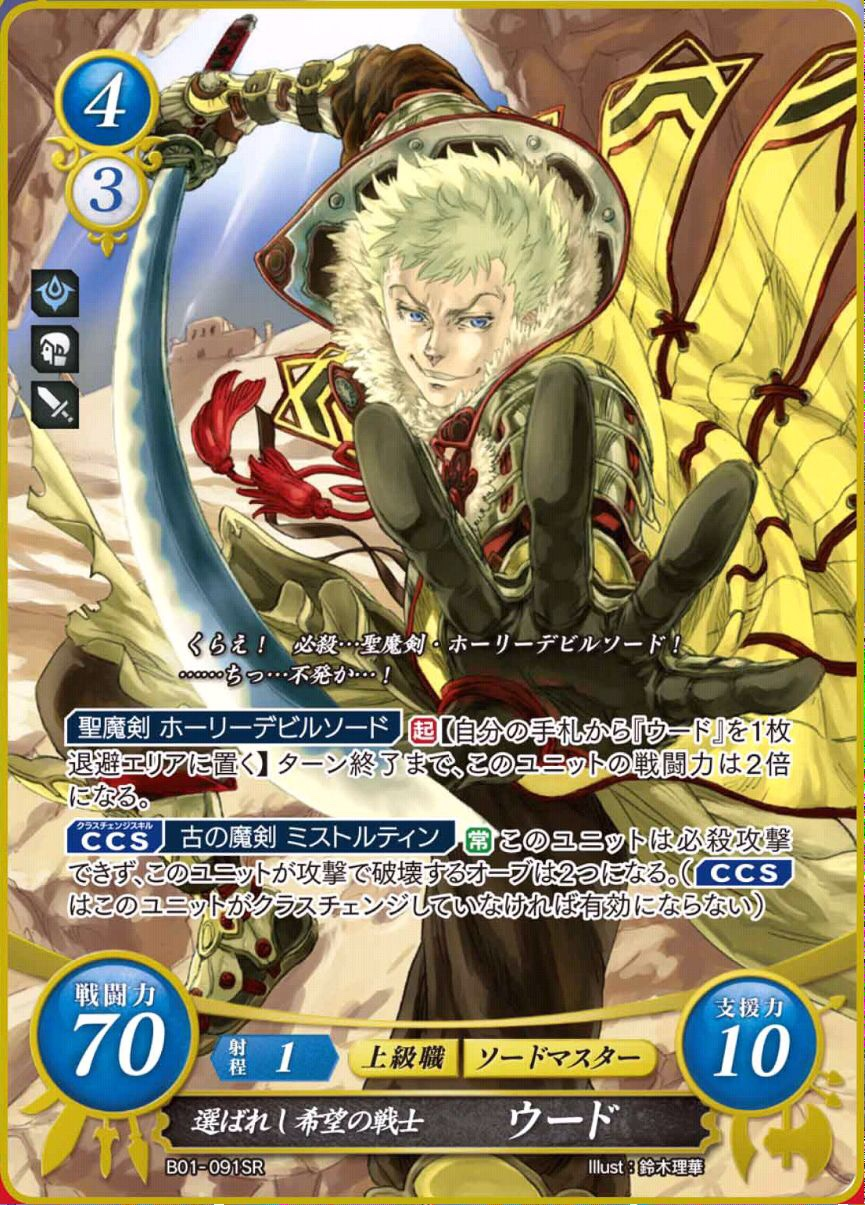 4
3
くらえ！　必殺…聖魔剣・ホーリーデビルソード！
……ちっ…不発か…！
聖魔剣 ホーリーデビルソード 起【自分の手札から『ウード』を1枚
退避エリアに置く】ターン終了まで、このユニットの戦闘力は2倍
になる。
クラスチェンジスキル
CCS 古の魔剣 ミストルティン 常 このユニットは必殺攻撃
できず、このユニットが攻撃で破壊するオーブは2つになる。（CCS
はこのユニットがクラスチェンジしていなければ有効にならない）
戦闘力
70
射程 1
上級職 ソードマスター
支援力
10
選ばれし希望の戦士 ウード
B01-091SR
Illust：鈴木理華